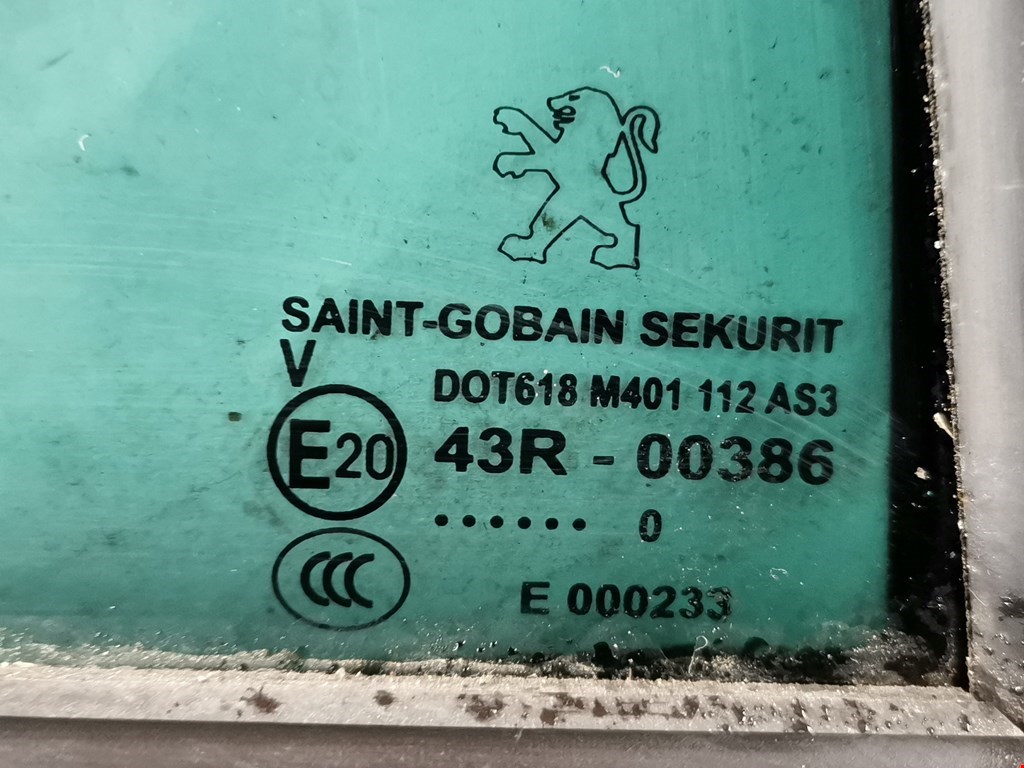 SAINT-GOBAIN SEKURIT
V
DOT618 M401 112 AS3
E20 43R - 00386
...... 0
CCC
E 000233